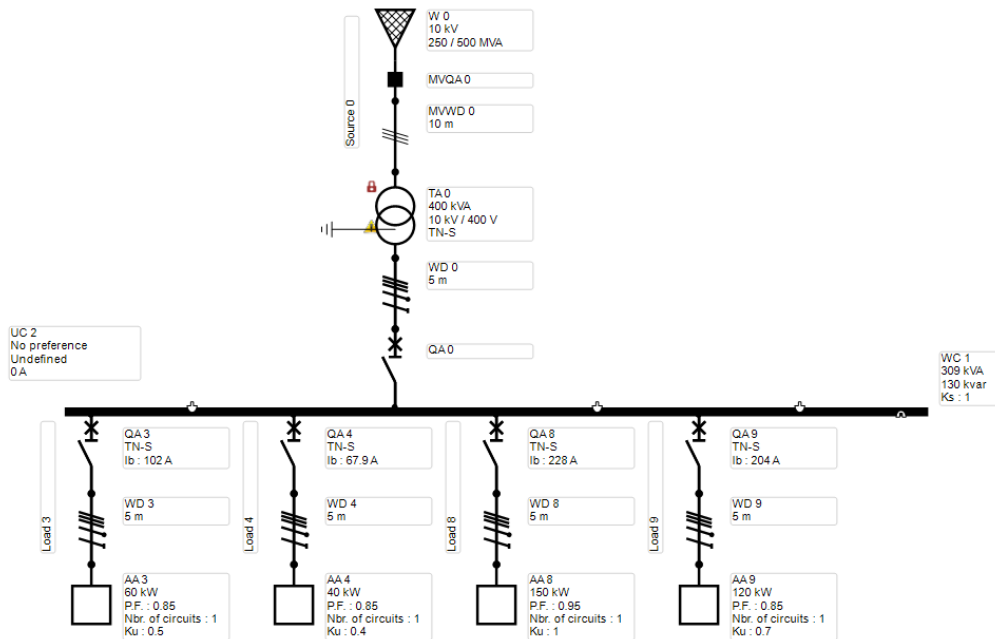 W 0
10 kV
250 / 500 MVA
Source 0
MVQA 0
MVWD 0
10 m
TA 0
400 kVA
10 kV / 400 V
TN-S
WD 0
5 m
QA 0
UC 2
No preference
Undefined
0 A
WC 1
309 kVA
130 kvar
Ks : 1
Load 3
QA 3
TN-S
Ib : 102 A
WD 3
5 m
AA 3
60 kW
P.F. : 0.85
Nbr. of circuits : 1
Ku : 0.5
Load 4
QA 4
TN-S
Ib : 67.9 A
WD 4
5 m
AA 4
40 kW
P.F. : 0.85
Nbr. of circuits : 1
Ku : 0.4
Load 8
QA 8
TN-S
Ib : 228 A
WD 8
5 m
AA 8
150 kW
P.F. : 0.95
Nbr. of circuits : 1
Ku : 1
Load 9
QA 9
TN-S
Ib : 204 A
WD 9
5 m
AA 9
120 kW
P.F. : 0.85
Nbr. of circuits : 1
Ku : 0.7